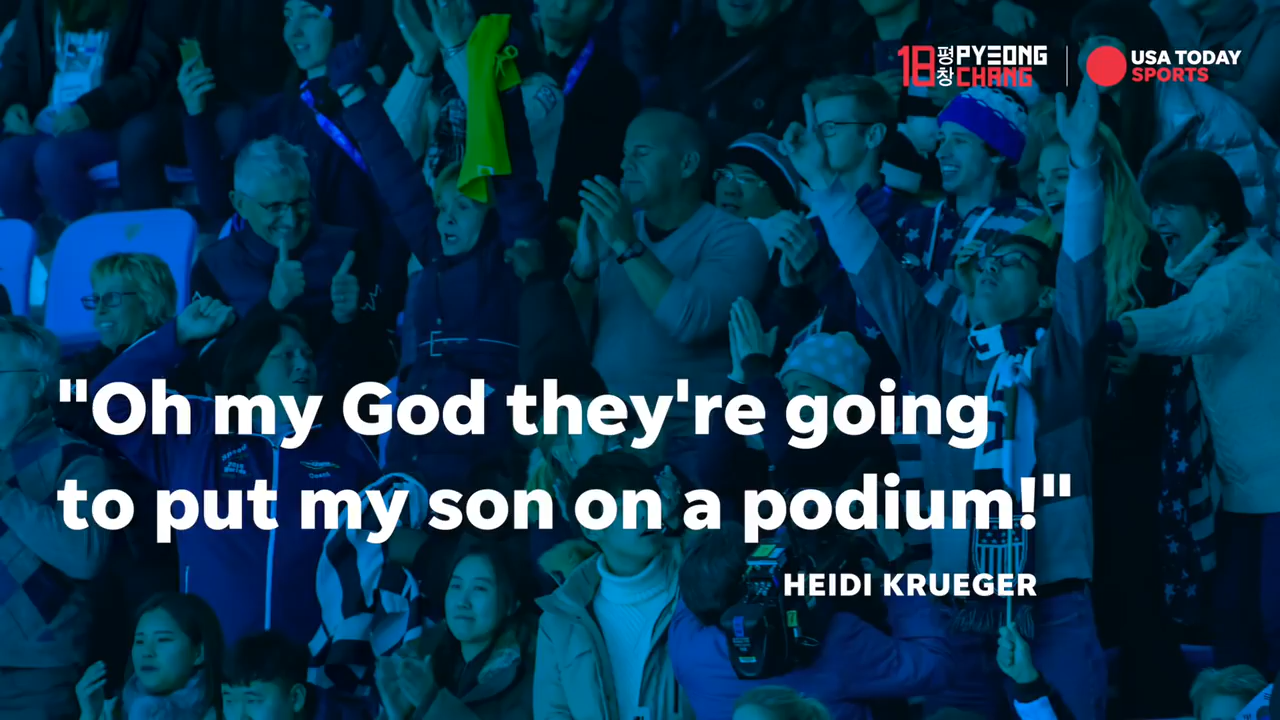 18 평창 PYEONG CHANG
USA TODAY
SPORTS
"Oh my God they're going
to put my son on a podium!"
HEIDI KRUEGER